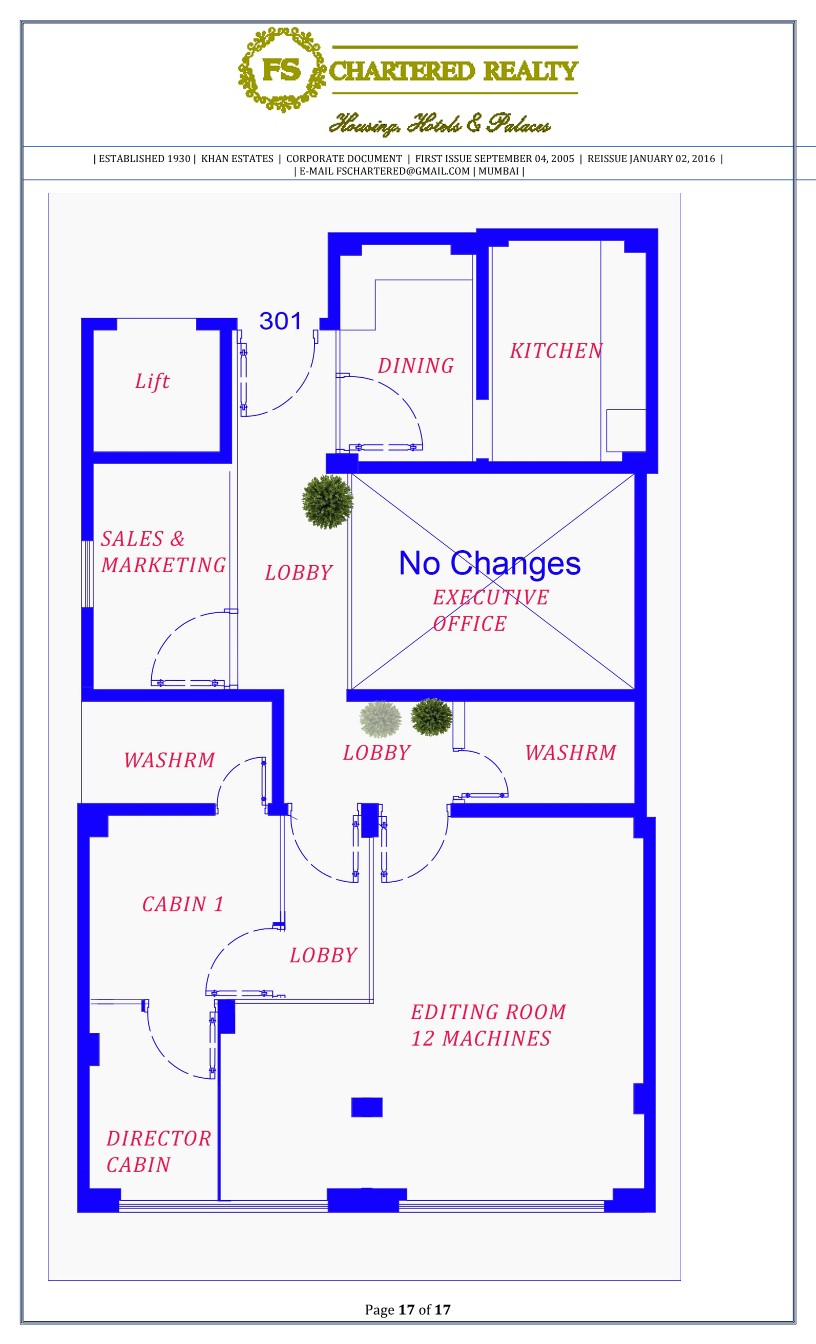 FS
CHARTERED REALTY
Housing, Hotels & Palaces
| ESTABLISHED 1930 | KHAN ESTATES | CORPORATE DOCUMENT | FIRST ISSUE SEPTEMBER 04, 2005 | REISSUE JANUARY 02, 2016 |
| E-MAIL FSCHARTERED@GMAIL.COM | MUMBAI |
301
KITCHEN
DINING
Lift
SALES &
MARKETING
LOBBY
No Changes
EXECUTIVE
OFFICE
WASHRM
LOBBY
WASHRM
CABIN 1
LOBBY
EDITING ROOM
12 MACHINES
DIRECTOR
CABIN
Page 17 of 17